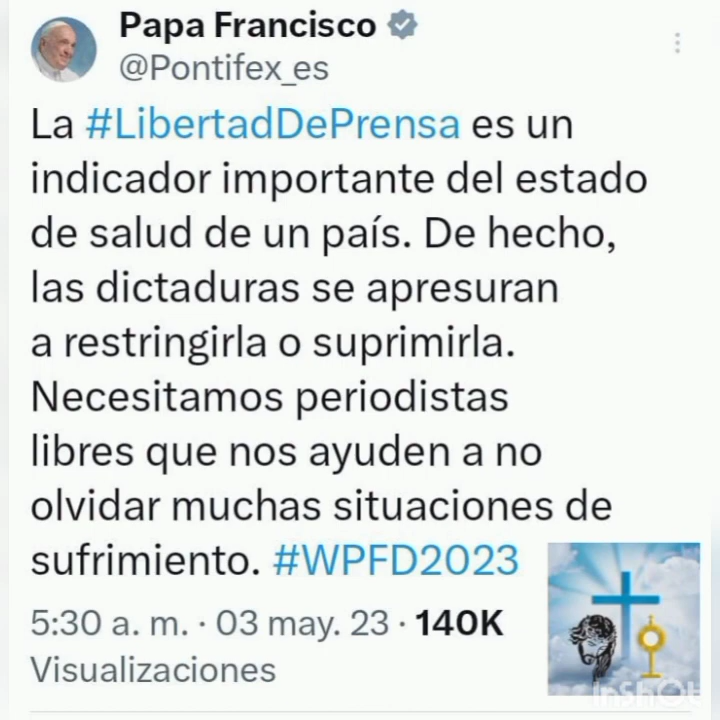 Papa Francisco
@Pontifex_es
La #LibertadDePrensa es un
indicador importante del estado
de salud de un país. De hecho,
las dictaduras se apresuran
a restringirla o suprimirla.
Necesitamos periodistas
libres que nos ayuden a no
olvidar muchas situaciones de
sufrimiento. #WPFD2023
5:30 a. m. · 03 may. 23 · 140K
Visualizaciones
InShOt